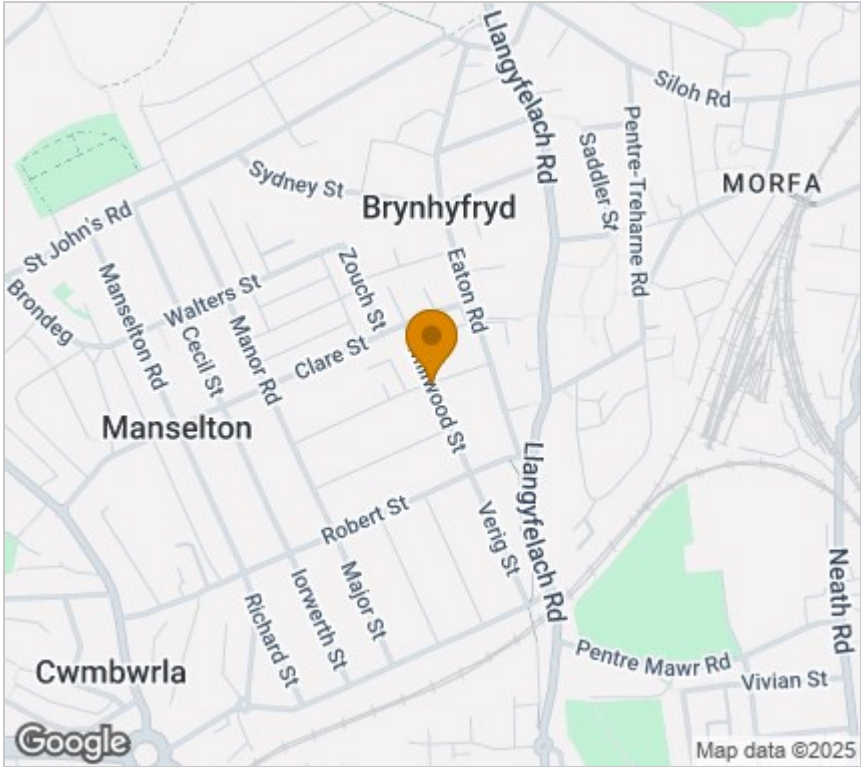 Llangyfelach Rd
Siloh Rd
Pentre-Treharne Rd
Saddler St
MORFA
Sydney St
Brynhyfryd
St John's Rd
Brondeg
Walters St
Zouch St
Eaton Rd
Manselton Rd
Cecil St
Manor Rd
Clare St
wood St
Manselton
Llangyfelach Rd
Robert St
Verig St
Neath Rd
Iorwerth St
Major St
Richard St
Pentre Mawr Rd
Vivian St
Cwmbwrla
Google
Map data ©2025